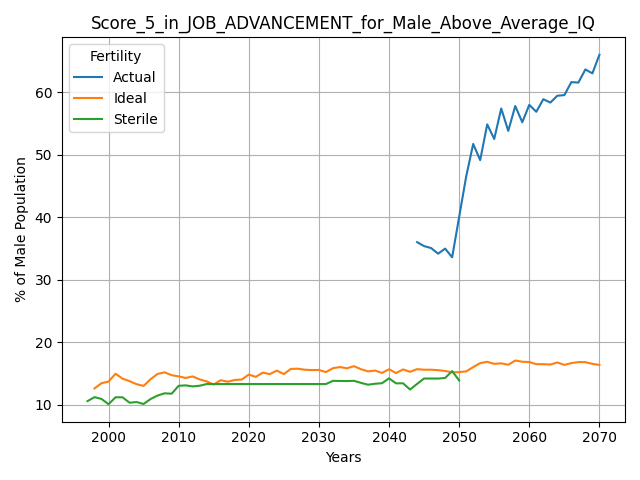 Score_5_in_JOB_ADVANCEMENT_for_Male_Above_Average_IQ
Fertility
Actual
Ideal
Sterile
% of Male Population
60
50
40
30
20
10
2000 2010 2020 2030 2040 2050 2060 2070
Years